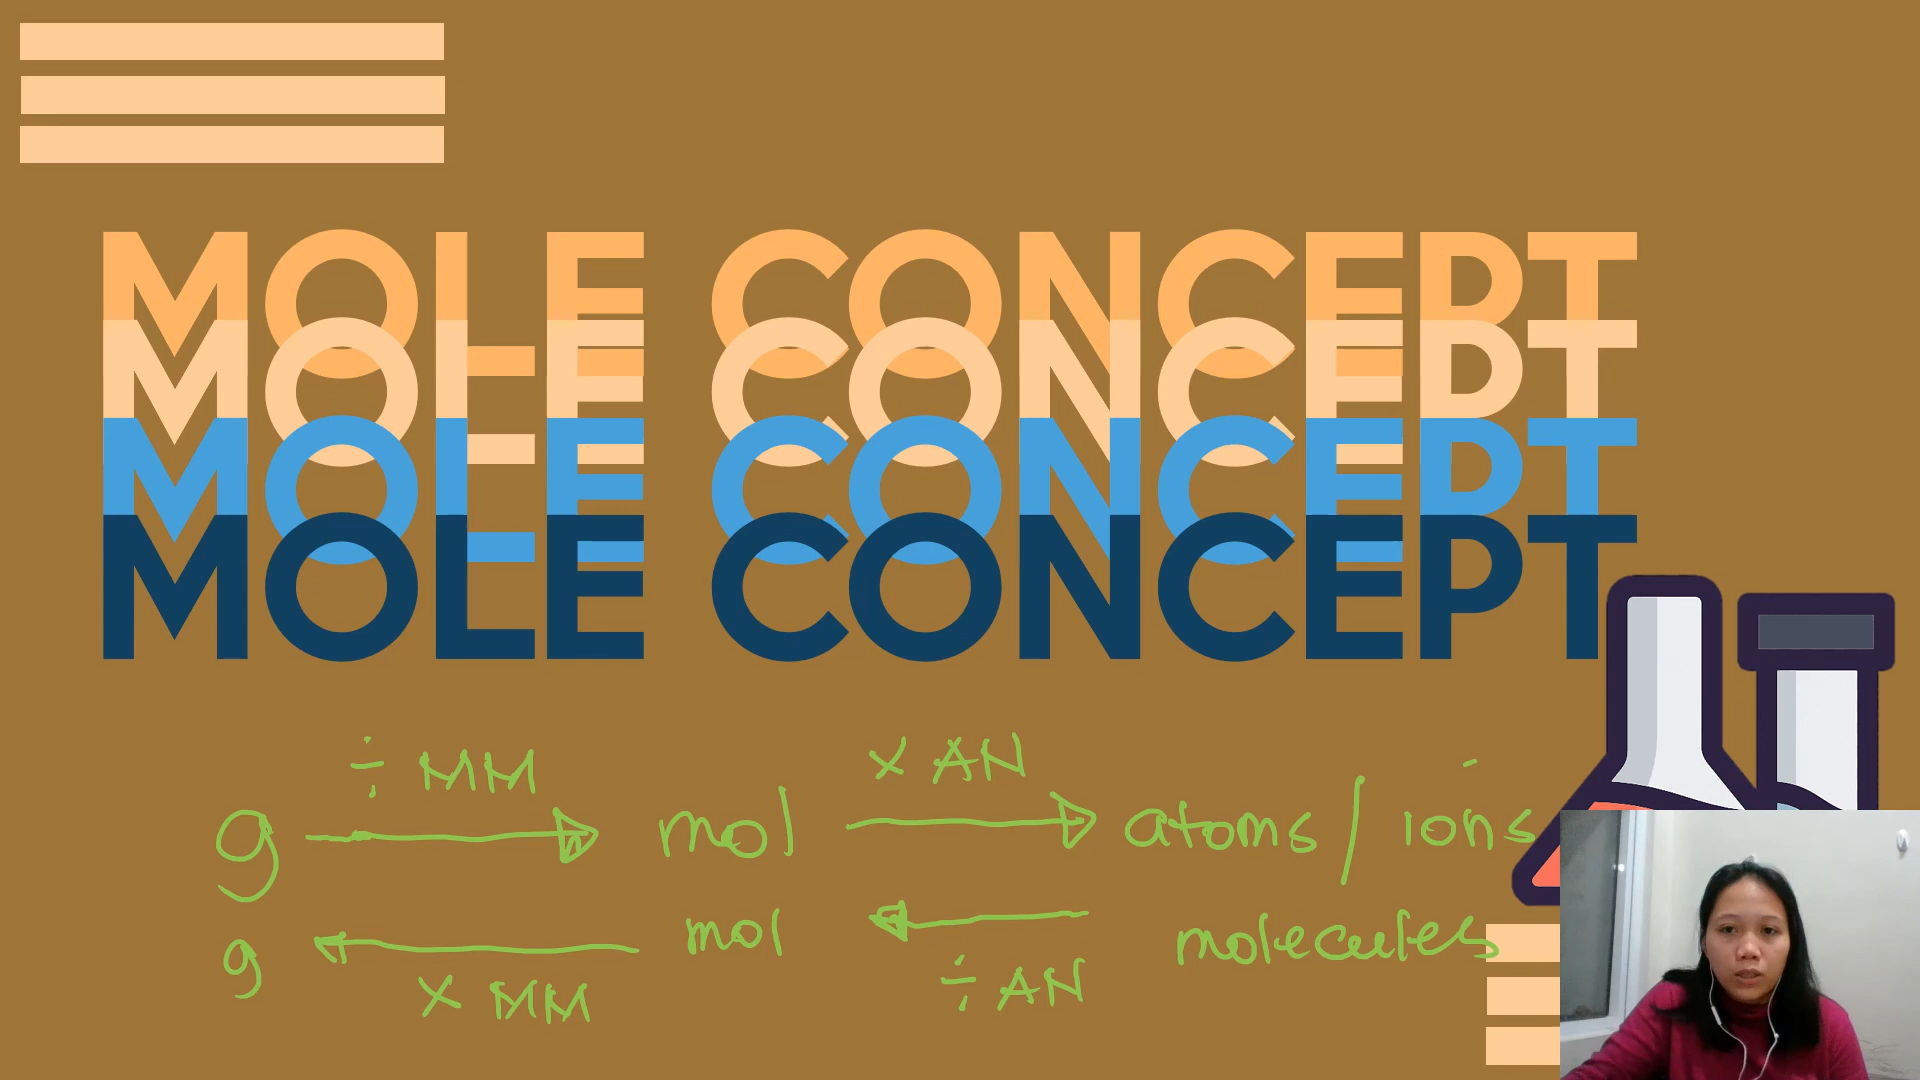 MOLE CONCEPT
MOLE CONCEPT
MOLE CONCEPT
MOLE CONCEPT
÷ MM × AN
g mol atoms / ions
g mol molecules
× MM ÷ AN